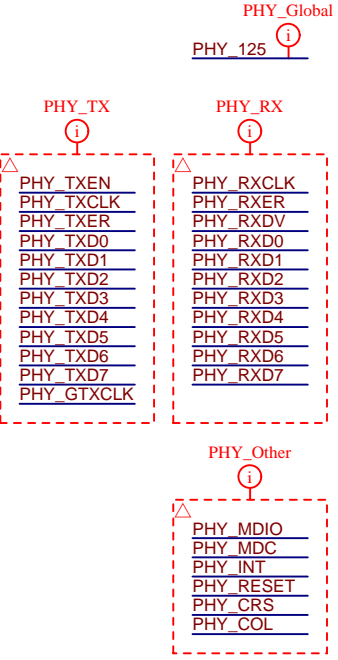 PHY_Global
i
PHY_125
PHY_TX
i
PHY_TXEN
PHY_TXCLK
PHY_TXER
PHY_TXD0
PHY_TXD1
PHY_TXD2
PHY_TXD3
PHY_TXD4
PHY_TXD5
PHY_TXD6
PHY_TXD7
PHY_GTXCLK
PHY_RX
i
PHY_RXCLK
PHY_RXER
PHY_RXDV
PHY_RXD0
PHY_RXD1
PHY_RXD2
PHY_RXD3
PHY_RXD4
PHY_RXD5
PHY_RXD6
PHY_RXD7
PHY_Other
i
PHY_MDIO
PHY_MDC
PHY_INT
PHY_RESET
PHY_CRS
PHY_COL